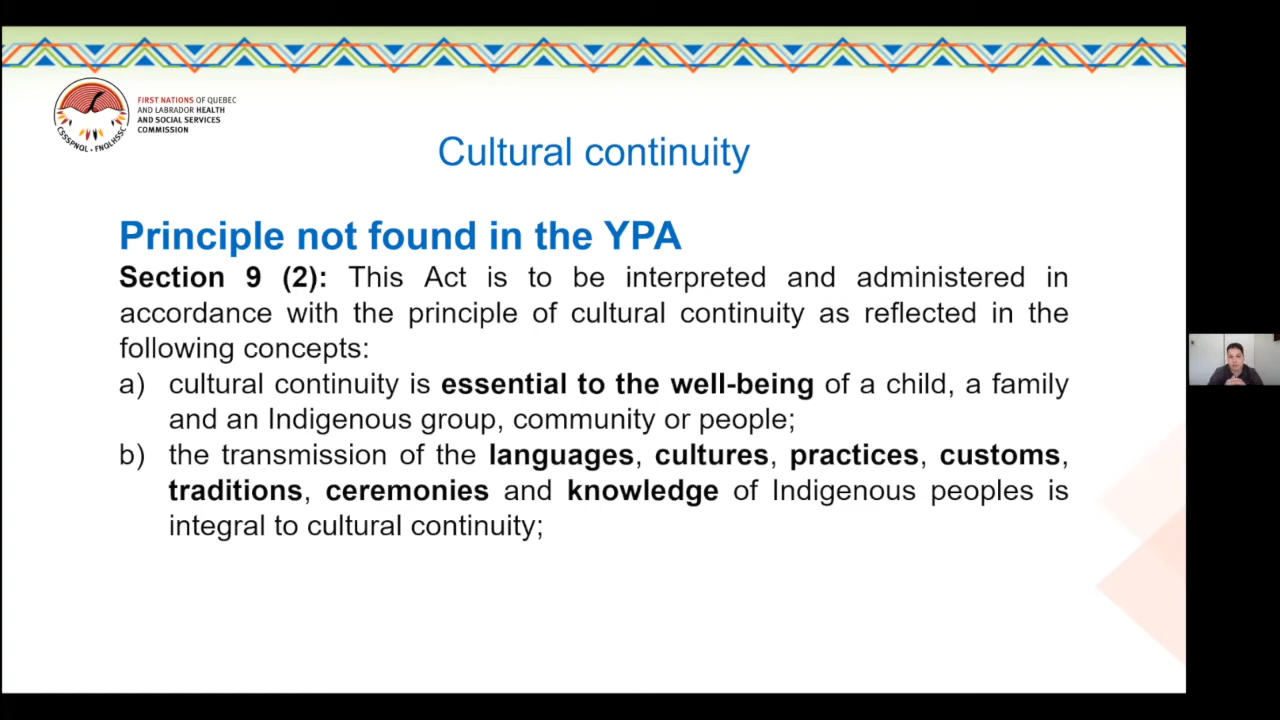 FIRST NATIONS OF QUEBEC
AND LABRADOR HEALTH
AND SOCIAL SERVICES
COMMISSION
CSSSPNQL • FNQLHSSC
Cultural continuity
Principle not found in the YPA
Section 9 (2): This Act is to be interpreted and administered in
accordance with the principle of cultural continuity as reflected in the
following concepts:
a) cultural continuity is essential to the well-being of a child, a family
and an Indigenous group, community or people;
b) the transmission of the languages, cultures, practices, customs,
traditions, ceremonies and knowledge of Indigenous peoples is
integral to cultural continuity;